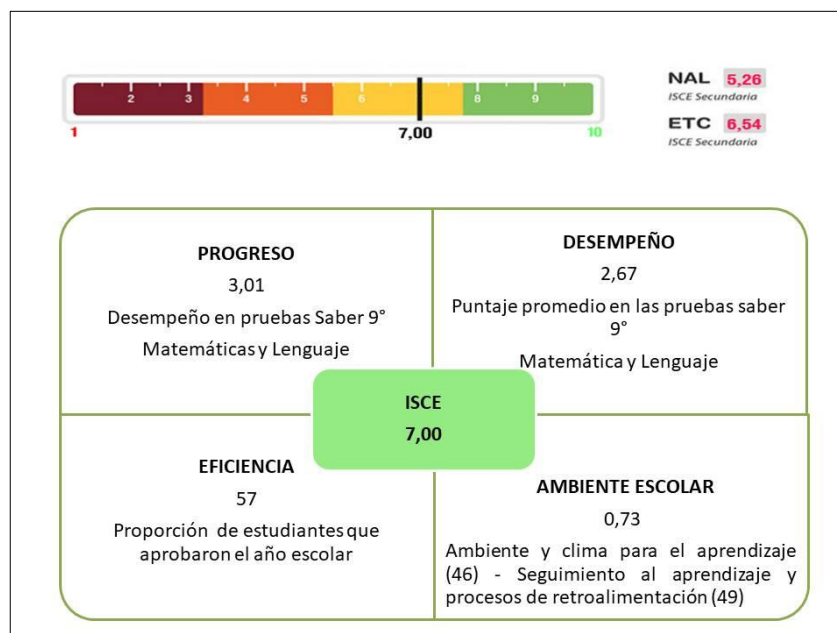 2 3 4 5 6 8 9
1 7,00 10
NAL 5,26
ISCE Secundaria
ETC 6,54
ISCE Secundaria
PROGRESO
3,01
Desempeño en pruebas Saber 9°
Matemáticas y Lenguaje
DESEMPEÑO
2,67
Puntaje promedio en las pruebas saber
9°
Matemática y Lenguaje
ISCE
7,00
EFICIENCIA
57
Proporción de estudiantes que
aprobaron el año escolar
AMBIENTE ESCOLAR
0,73
Ambiente y clima para el aprendizaje
(46) - Seguimiento al aprendizaje y
procesos de retroalimentación (49)